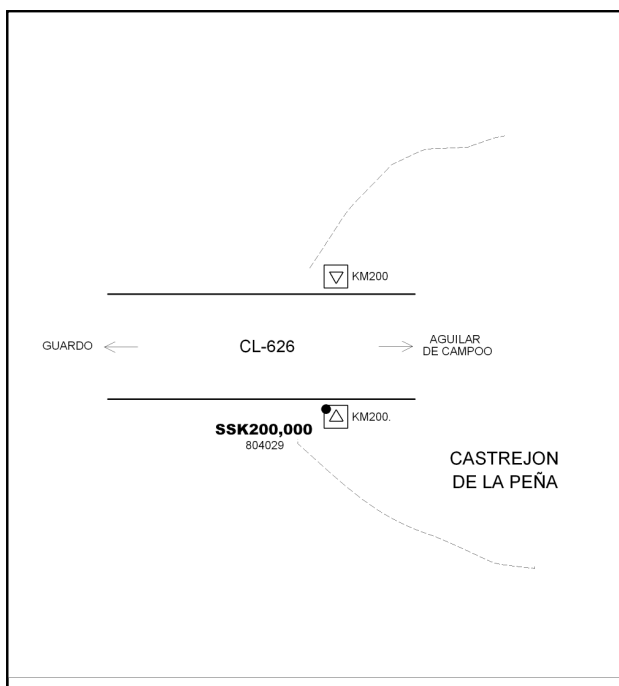 KM200
GUARDO
CL-626
AGUILAR
DE CAMPOO
KM200.
SSK200,000
804029
CASTREJON
DE LA PEÑA